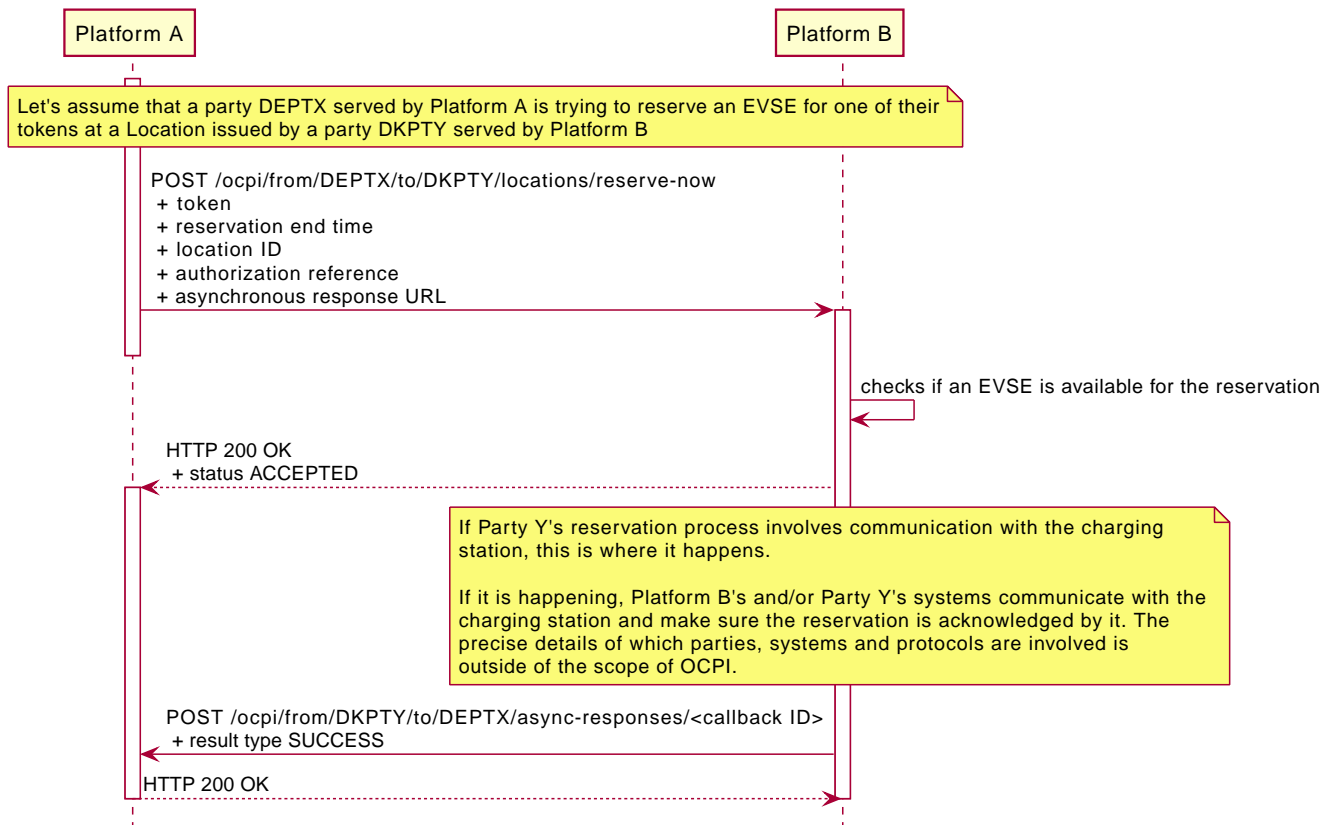 Platform A
Platform B
Let's assume that a party DEPTX served by Platform A is trying to reserve an EVSE for one of their
tokens at a Location issued by a party DKPTY served by Platform B
POST /ocpi/from/DEPTX/to/DKPTY/locations/reserve-now
+ token
+ reservation end time
+ location ID
+ authorization reference
+ asynchronous response URL
checks if an EVSE is available for the reservation
HTTP 200 OK
+ status ACCEPTED
If Party Y's reservation process involves communication with the charging
station, this is where it happens.
If it is happening, Platform B's and/or Party Y's systems communicate with the
charging station and make sure the reservation is acknowledged by it. The
precise details of which parties, systems and protocols are involved is
outside of the scope of OCPI.
POST /ocpi/from/DKPTY/to/DEPTX/async-responses/<callback ID>
+ result type SUCCESS
HTTP 200 OK